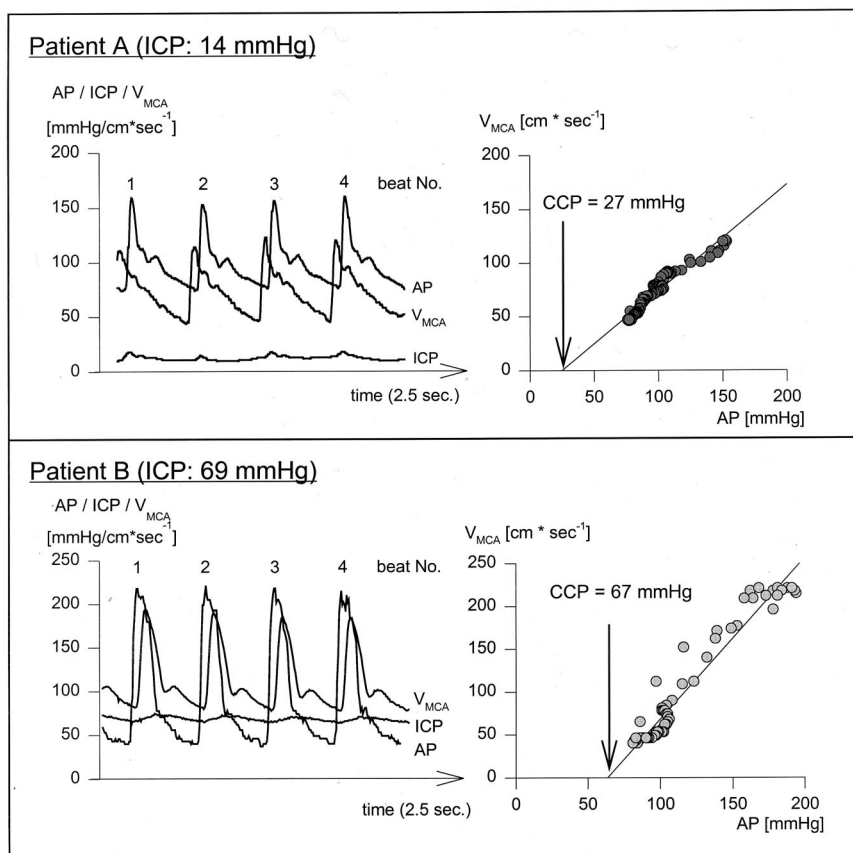 Patient A (ICP: 14 mmHg)
AP / ICP / V_MCA
[mmHg/cm*sec⁻¹]
200
150
100
50
0
1 2 3 4 beat No.
AP
V_MCA
ICP
time (2.5 sec.)
V_MCA [cm * sec⁻¹]
200
150
100
50
0
CCP = 27 mmHg
0 50 100 150 200
AP [mmHg]
Patient B (ICP: 69 mmHg)
AP / ICP / V_MCA
[mmHg/cm*sec⁻¹]
250
200
150
100
50
0
1 2 3 4 beat No.
V_MCA
ICP
AP
time (2.5 sec.)
V_MCA [cm * sec⁻¹]
250
200
150
100
50
0
CCP = 67 mmHg
0 50 100 150 200
AP [mmHg]